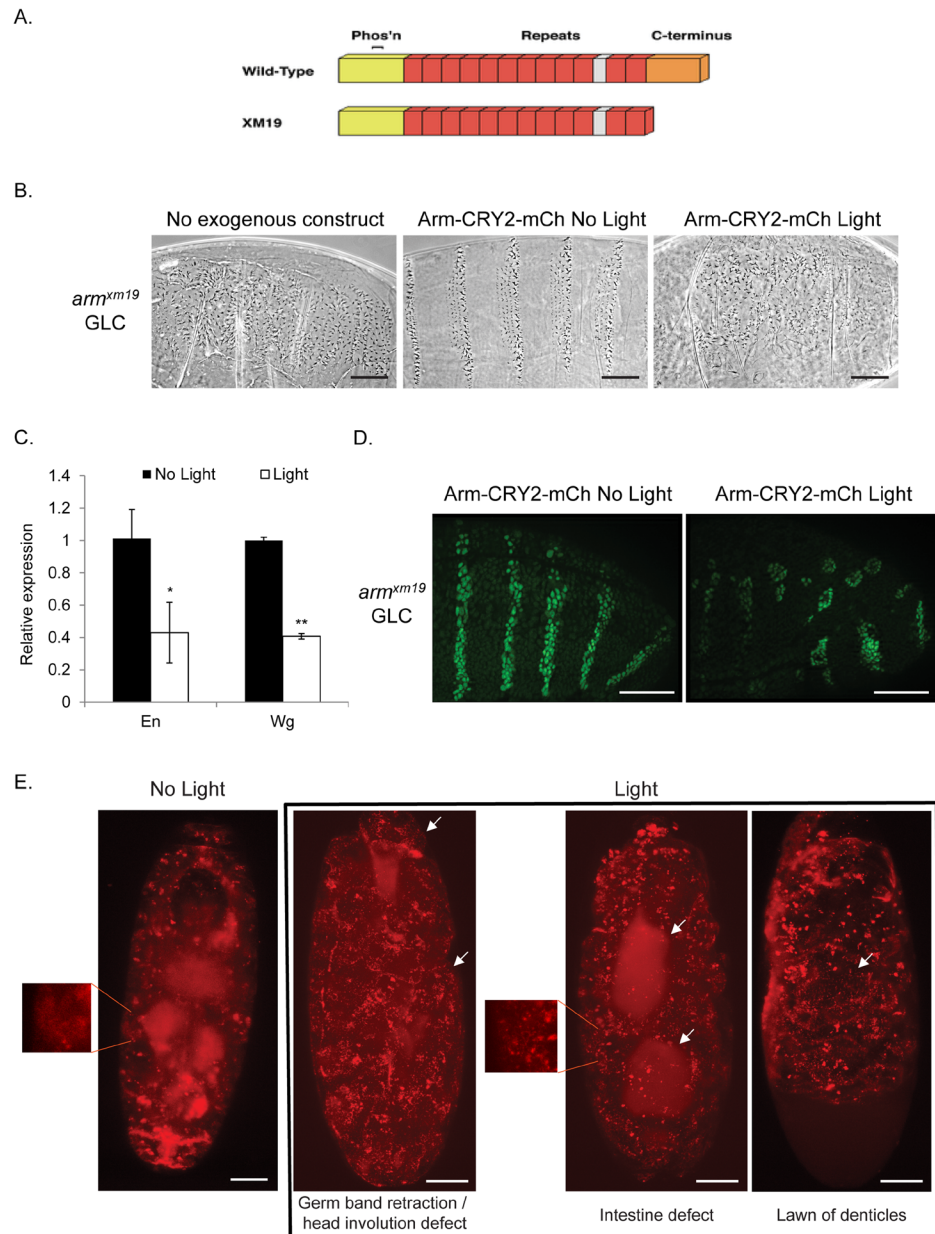 A.
Phos'n Repeats C-terminus
Wild-Type
XM19
B.
No exogenous construct Arm-CRY2-mCh No Light Arm-CRY2-mCh Light
arm^xm19
GLC
C.
No Light Light
Relative expression
1.4
1.2
1
0.8
0.6
0.4
0.2
0
*
**
En Wg
D.
Arm-CRY2-mCh No Light Arm-CRY2-mCh Light
arm^xm19
GLC
E.
No Light Light
Germ band retraction /
head involution defect
Intestine defect
Lawn of denticles